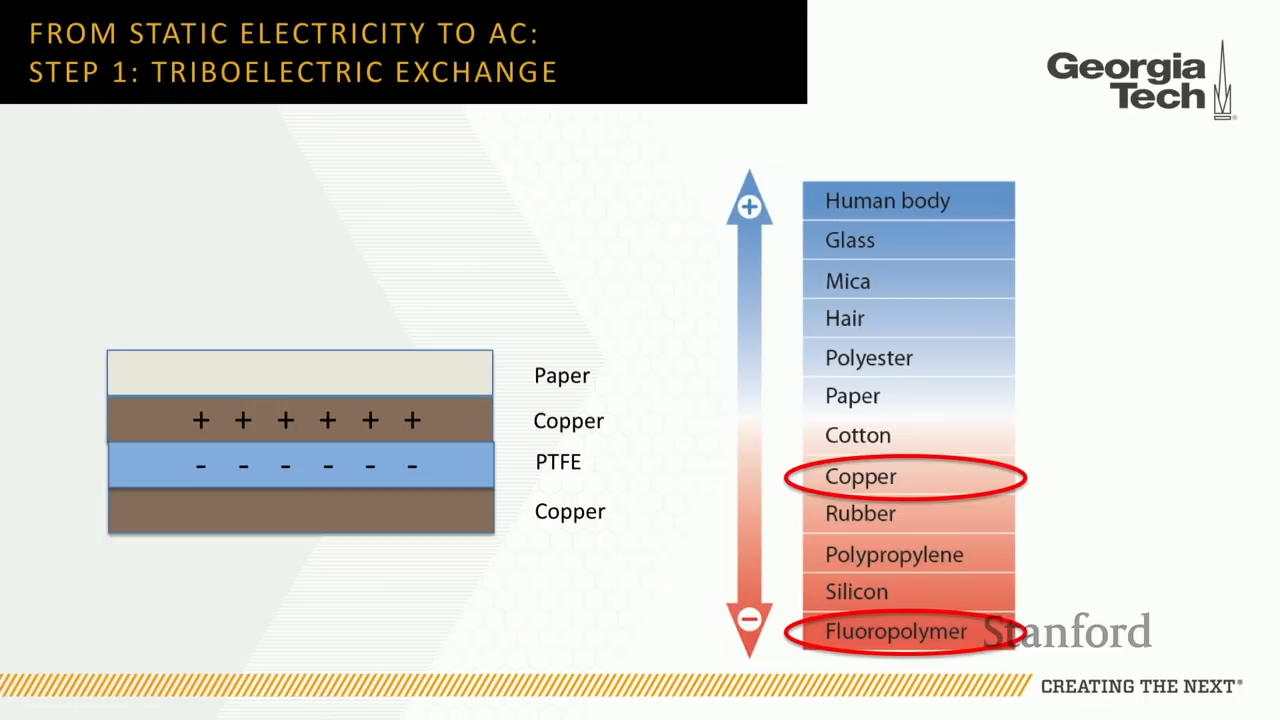 FROM STATIC ELECTRICITY TO AC:
STEP 1: TRIBOELECTRIC EXCHANGE
Georgia
Tech
Paper
+ + + + + +
Copper
- - - - - -
PTFE
Copper
+
Human body
Glass
Mica
Hair
Polyester
Paper
Cotton
Copper
Rubber
Polypropylene
Silicon
Fluoropolymer
−
Stanford
CREATING THE NEXT®